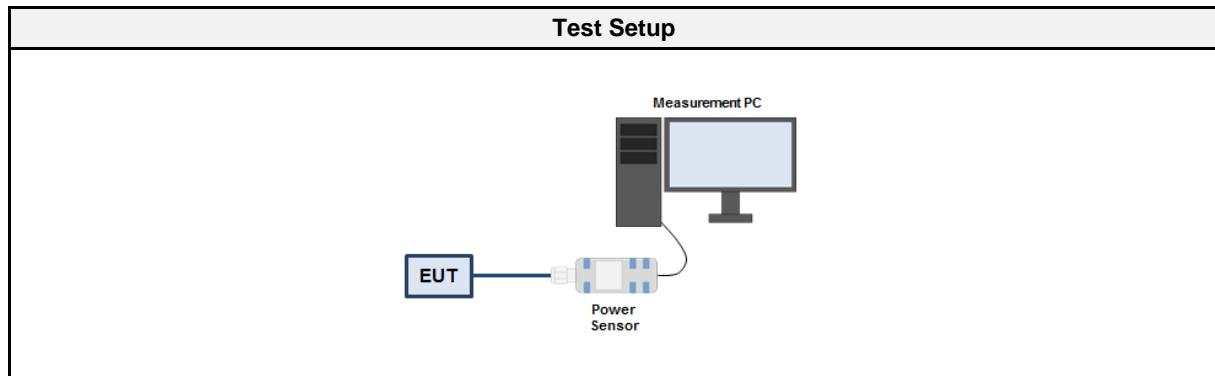 Test Setup
Measurement PC
EUT
Power
Sensor